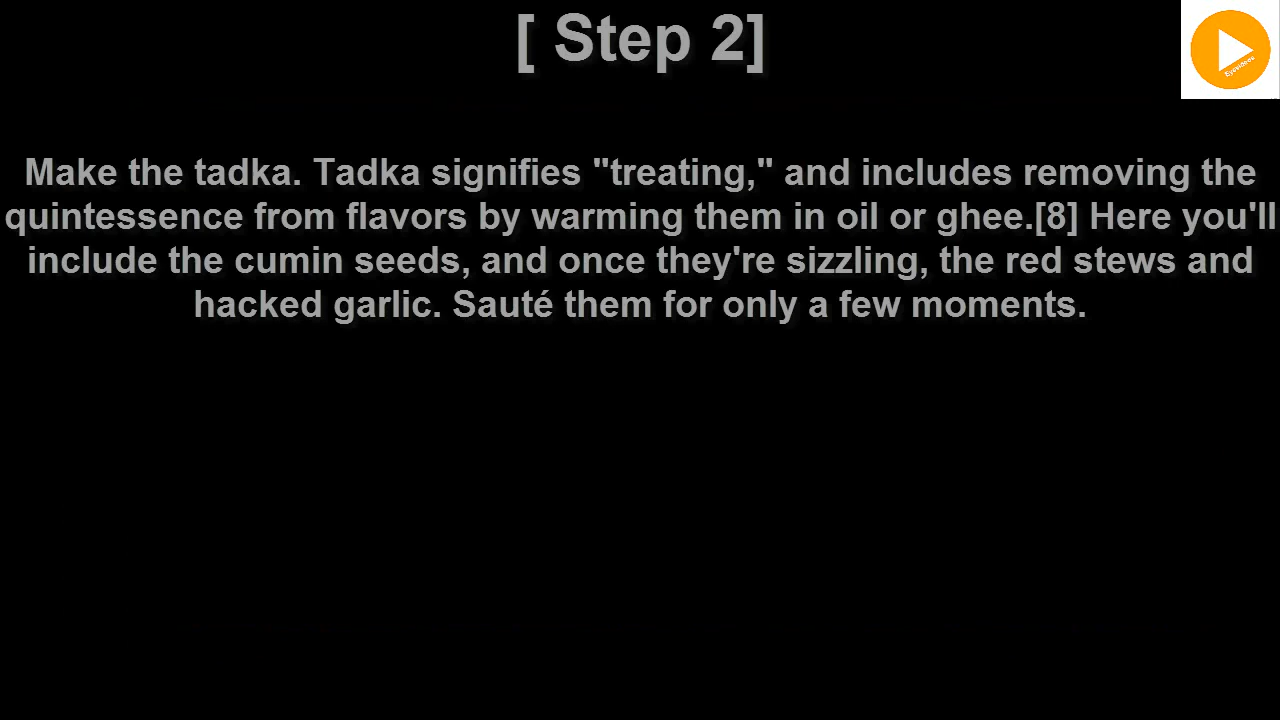 [ Step 2]
Eyevideos
Make the tadka. Tadka signifies "treating," and includes removing the
quintessence from flavors by warming them in oil or ghee.[8] Here you'll
include the cumin seeds, and once they're sizzling, the red stews and
hacked garlic. Sauté them for only a few moments.